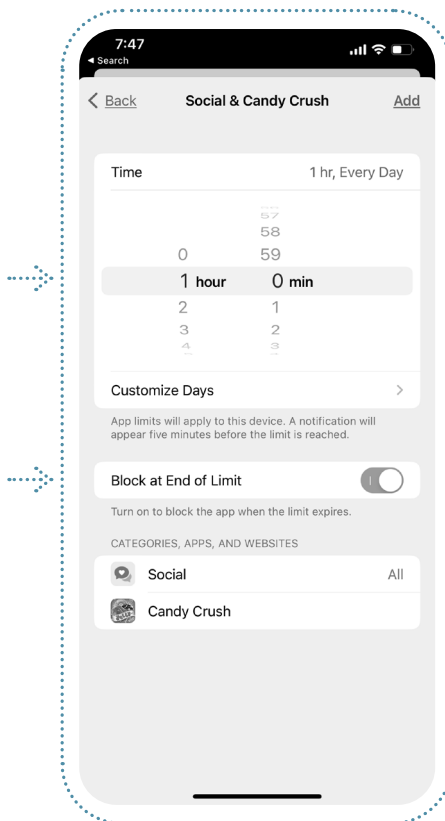 7:47
◀ Search
Back Social & Candy Crush Add
Time 1 hr, Every Day
57
58
0 59
1 hour 0 min
2 1
3 2
4 3
Customize Days
App limits will apply to this device. A notification will
appear five minutes before the limit is reached.
Block at End of Limit
Turn on to block the app when the limit expires.
CATEGORIES, APPS, AND WEBSITES
Social All
Candy Crush